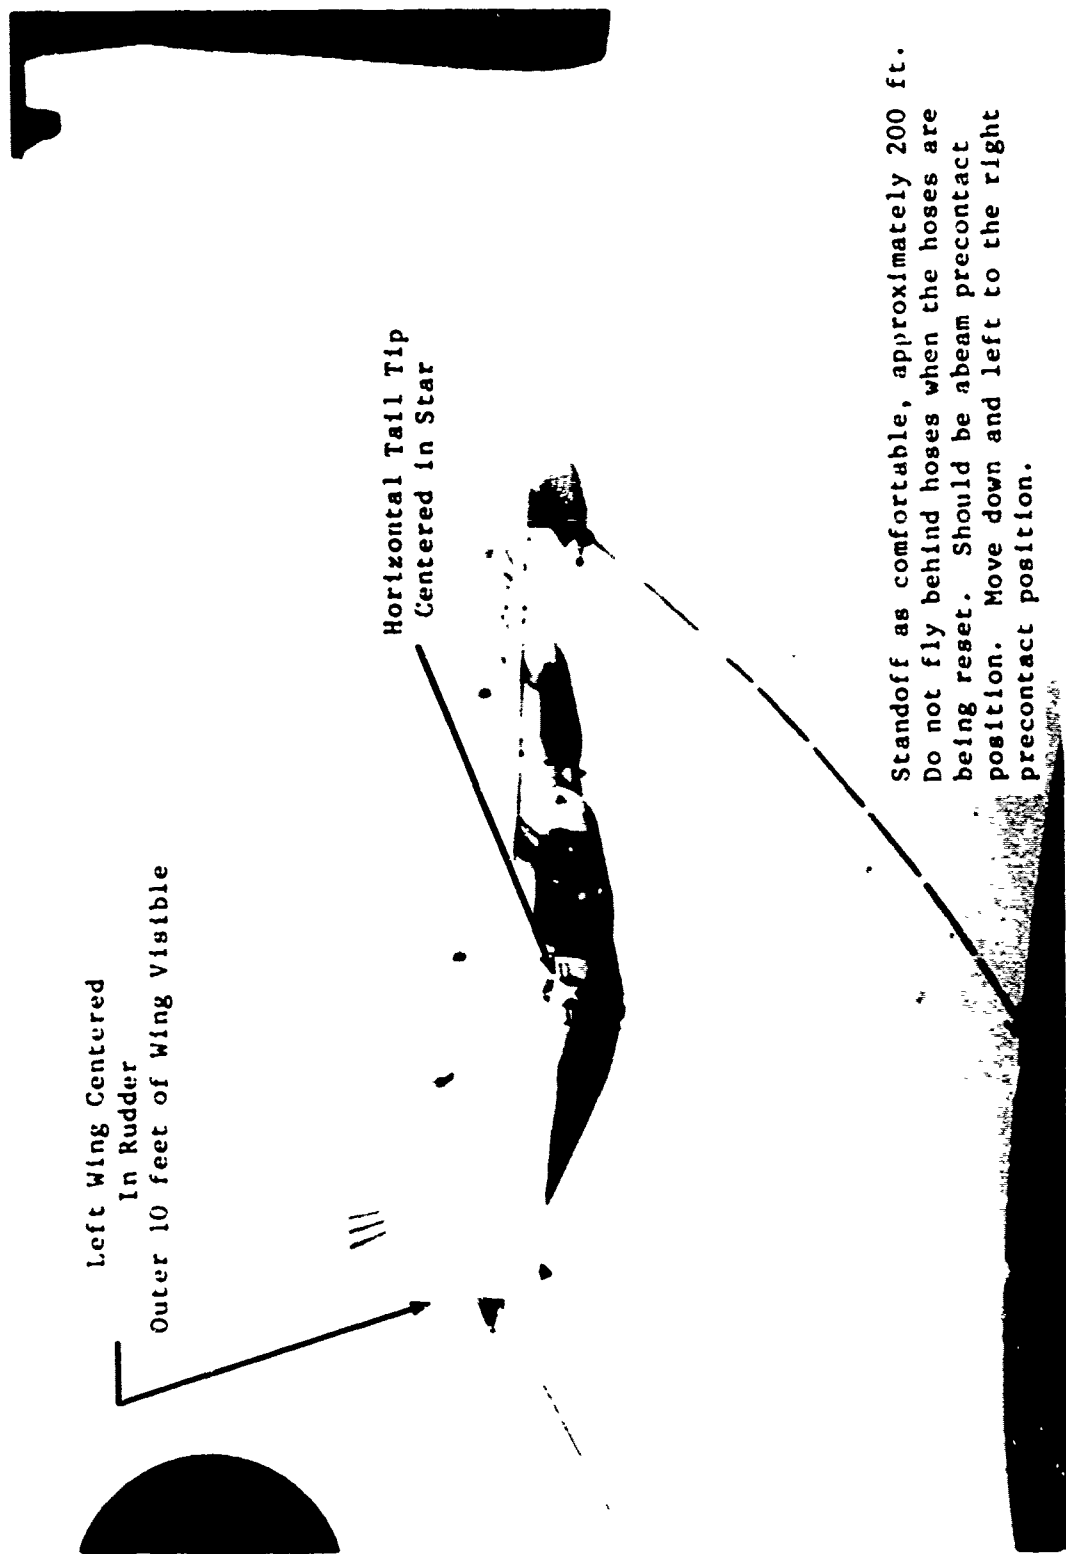 Left Wing Centered
In Rudder
Outer 10 feet of Wing Visible
Horizontal Tail Tip
Centered in Star
Standoff as comfortable, approximately 200 ft.
Do not fly behind hoses when the hoses are
being reset. Should be abeam precontact
position. Move down and left to the right
precontact position.